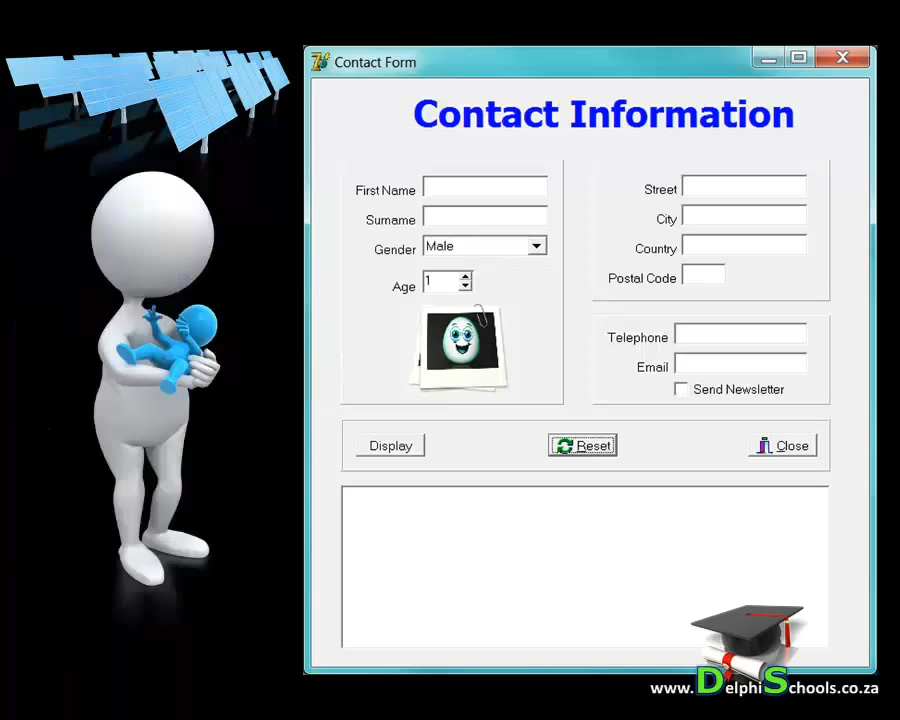 Contact Form
Contact Information
First Name
Surname
Gender Male
Age 1
Street
City
Country
Postal Code
Telephone
Email
Send Newsletter
Display Reset Close
www.DelphiSchools.co.za